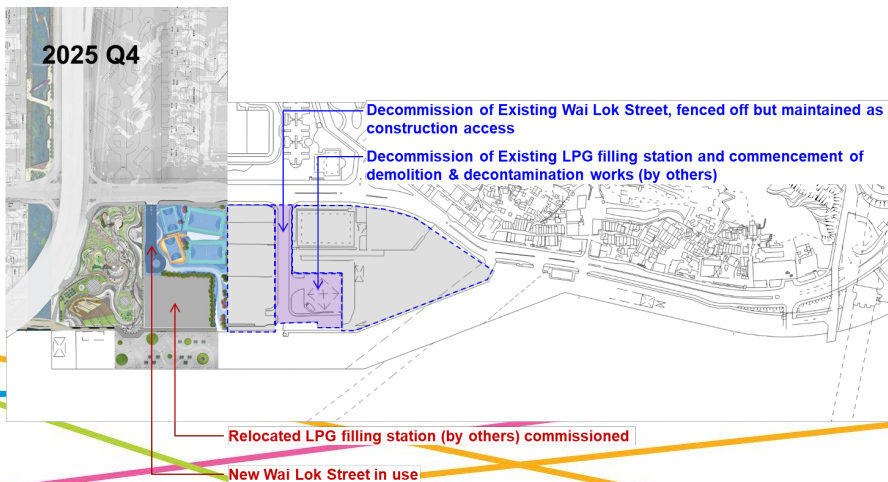 2025 Q4
Decommission of Existing Wai Lok Street, fenced off but maintained as
construction access
Decommission of Existing LPG filling station and commencement of
demolition & decontamination works (by others)
Relocated LPG filling station (by others) commissioned
New Wai Lok Street in use